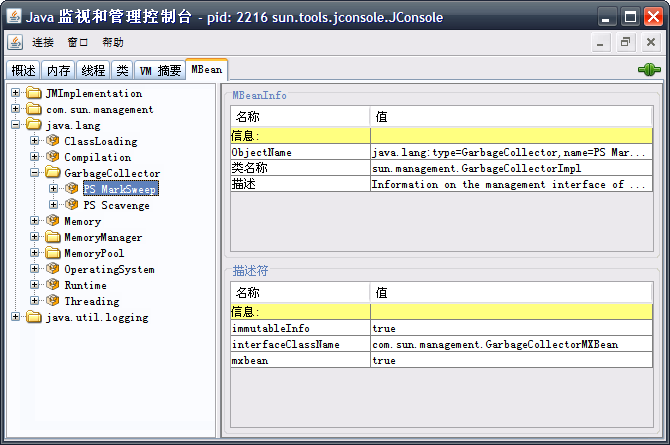 Java 监视和管理控制台 - pid: 2216 sun.tools.jconsole.JConsole
连接 窗口 帮助
概述 内存 线程 类 VM 摘要 MBean
JMImplementation
com.sun.management
java.lang
ClassLoading
Compilation
GarbageCollector
PS MarkSweep
PS Scavenge
Memory
MemoryManager
MemoryPool
OperatingSystem
Runtime
Threading
java.util.logging
MBeanInfo
名称 值
信息:
ObjectName java.lang:type=GarbageCollector,name=PS Mar...
类名称 sun.management.GarbageCollectorImpl
描述 Information on the management interface of ...
描述符
名称 值
信息:
immutableInfo true
interfaceClassName com.sun.management.GarbageCollectorMXBean
mxbean true